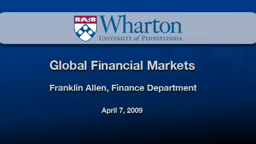 Wharton
UNIVERSITY of PENNSYLVANIA
Global Financial Markets
Franklin Allen, Finance Department
April 7, 2009